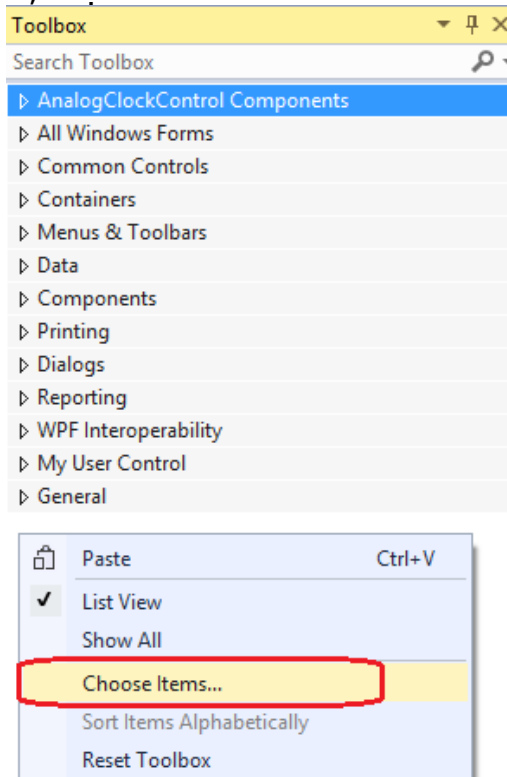 Toolbox
Search Toolbox
AnalogClockControl Components
All Windows Forms
Common Controls
Containers
Menus & Toolbars
Data
Components
Printing
Dialogs
Reporting
WPF Interoperability
My User Control
General
Paste Ctrl+V
List View
Show All
Choose Items...
Sort Items Alphabetically
Reset Toolbox